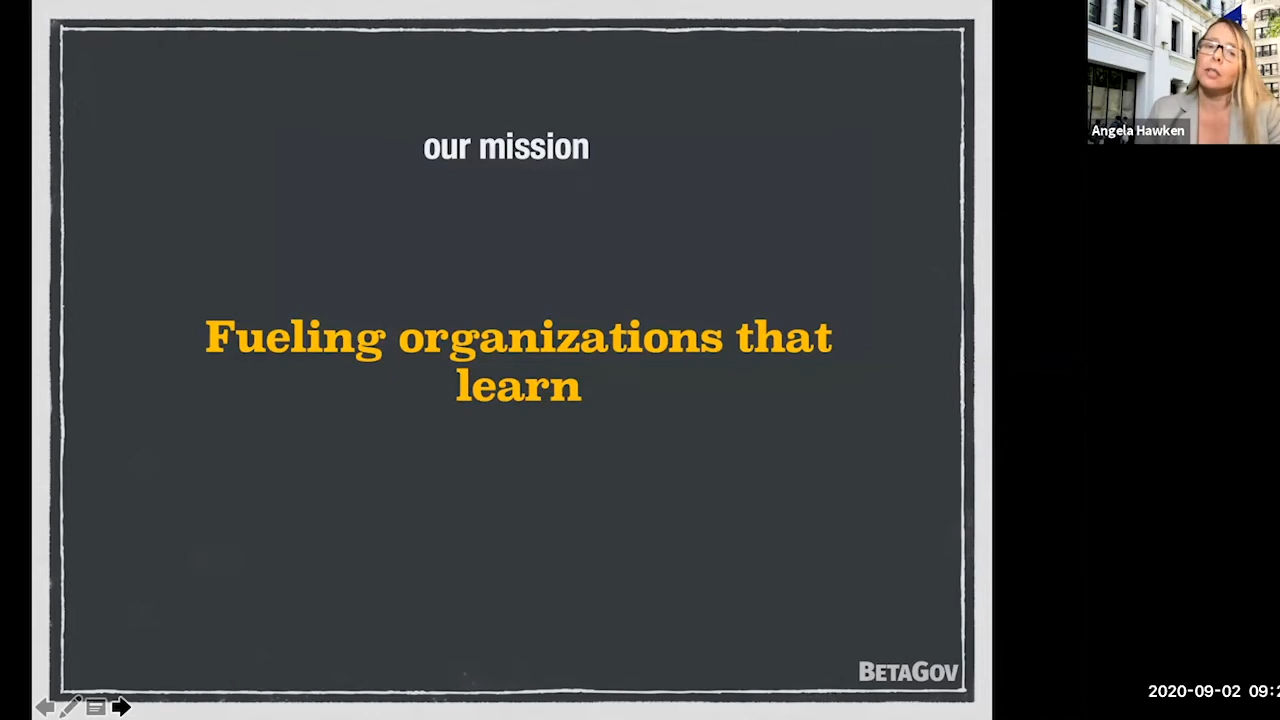 our mission
Fueling organizations that
learn
BETAGOV
Angela Hawken
2020-09-02 09:2